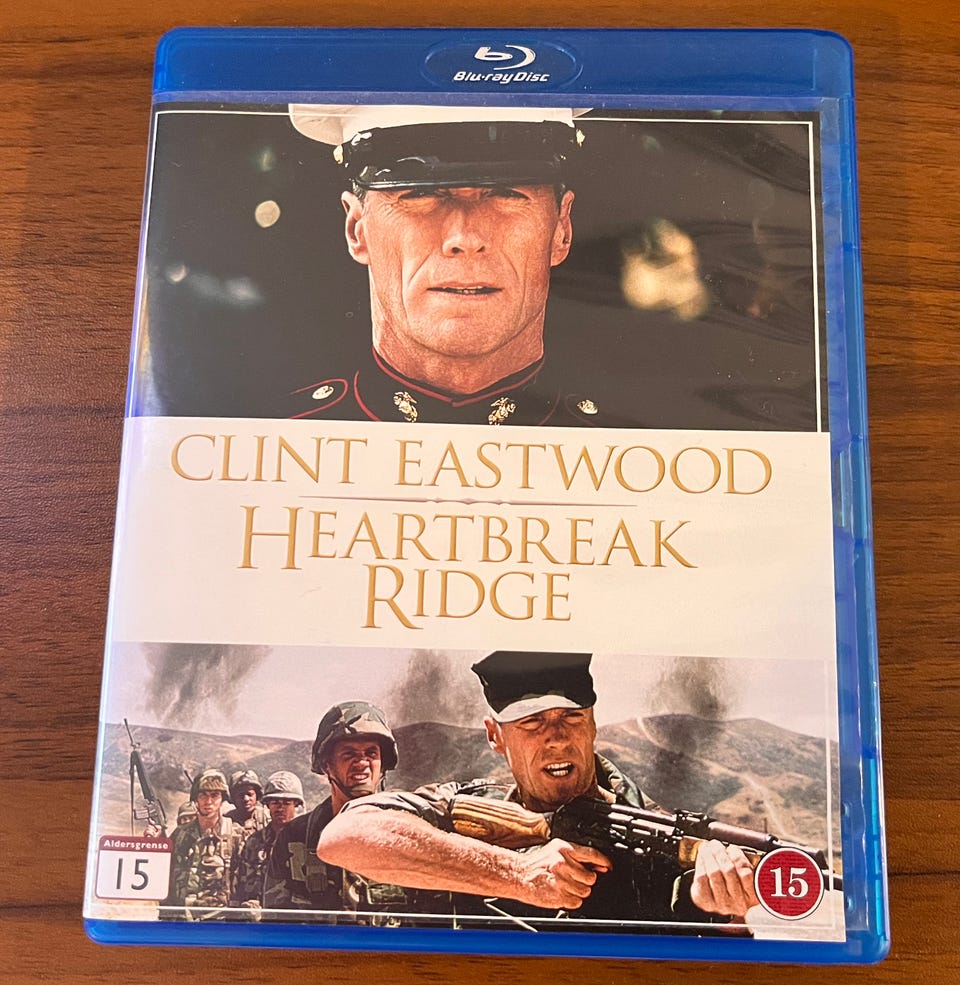 Blu-ray Disc
CLINT EASTWOOD
HEARTBREAK
RIDGE
Aldersgrense
15
15